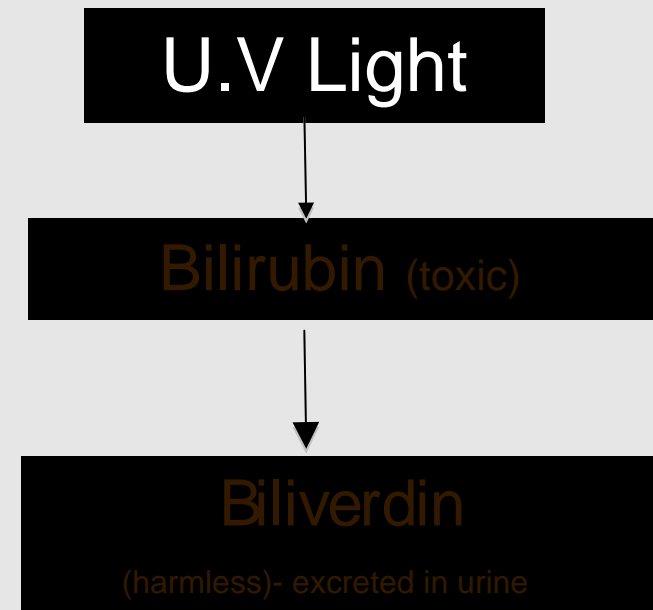 U.V Light
Bilirubin (toxic)
Biliverdin
(harmless)- excreted in urine